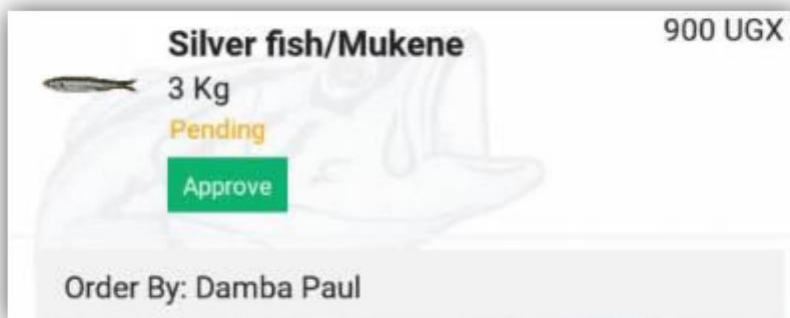 Silver fish/Mukene
900 UGX
3 Kg
Pending
Approve
Order By: Damba Paul